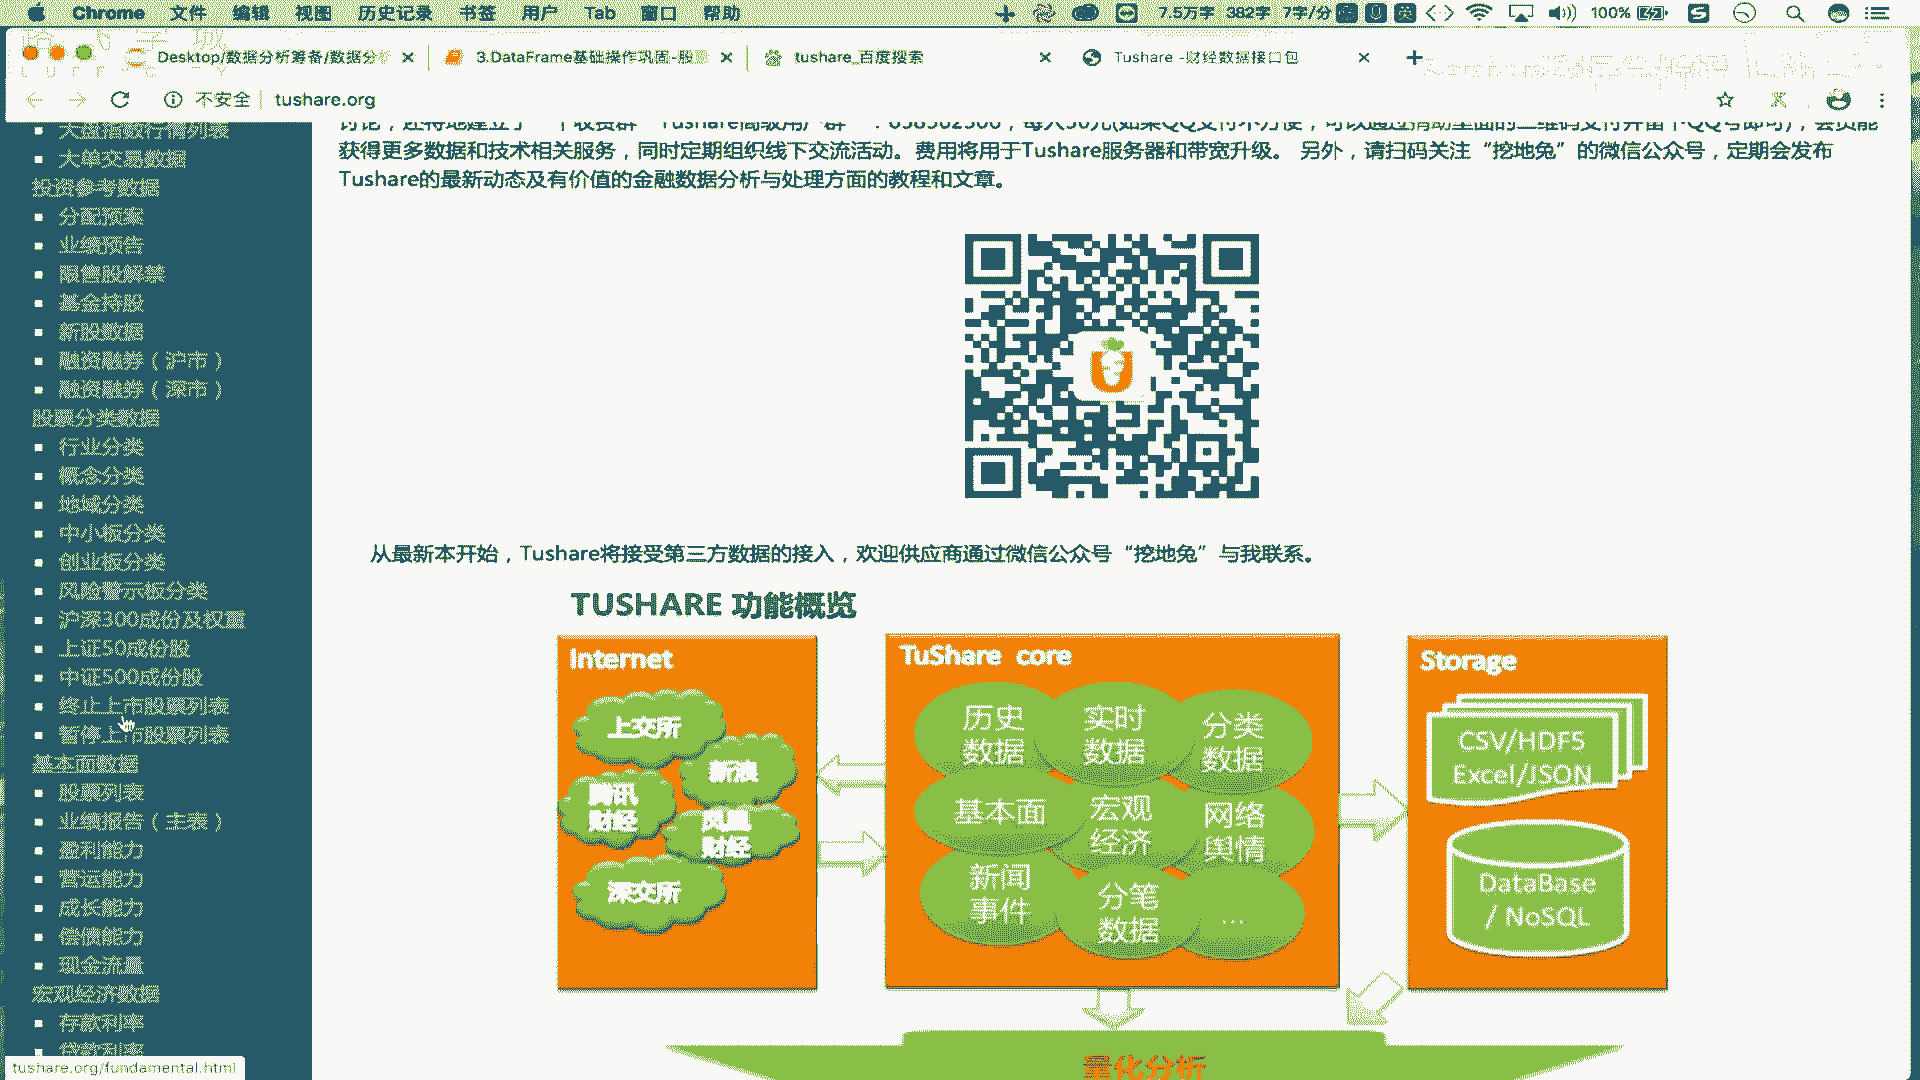 Chrome 文件 编辑 视图 历史记录 书签 用户 Tab 窗口 帮助 7.5万字 382字 7字/分 英 100%
Desktop/数据分析筹备/数据分析 3.DataFrame基础操作巩固-股票 tushare_百度搜索 Tushare -财经数据接口包
不安全 tushare.org
大盘指数行情列表
大单交易数据
投资参考数据
分配预案
业绩预告
限售股解禁
基金持股
新股数据
融资融券（沪市）
融资融券（深市）
股票分类数据
行业分类
概念分类
地域分类
中小板分类
创业板分类
风险警示板分类
沪深300成份及权重
上证50成份股
中证500成份股
终止上市股票列表
暂停上市股票列表
基本面数据
股票列表
业绩报告（主表）
盈利能力
营运能力
成长能力
偿债能力
现金流量
宏观经济数据
存款利率
贷款利率
tushare.org/fundamental.html
获得更多数据和技术相关服务，同时定期组织线下交流活动。费用将用于Tushare服务器和带宽升级。 另外，请扫码关注“挖地兔”的微信公众号，定期会发布
Tushare的最新动态及有价值的金融数据分析与处理方面的教程和文章。
从最新本开始，Tushare将接受第三方数据的接入，欢迎供应商通过微信公众号“挖地兔”与我联系。
TUSHARE 功能概览
Internet
上交所
新浪
腾讯
财经
凤凰
财经
深交所
TuShare core
历史
数据
实时
数据
分类
数据
基本面
宏观
经济
网络
舆情
新闻
事件
分笔
数据
...
Storage
CSV/HDF5
Excel/JSON
DataBase
/ NoSQL
量化分析